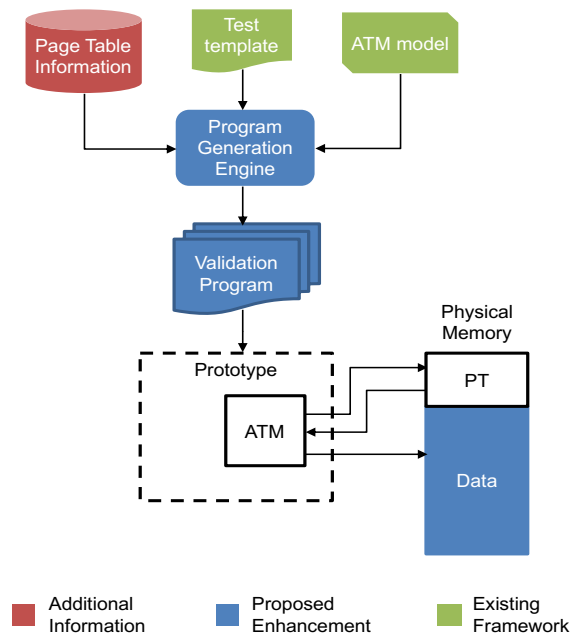 Page Table
Information
Test
template
ATM model
Program
Generation
Engine
Validation
Program
Physical
Memory
Prototype
PT
ATM
Data
Additional
Information
Proposed
Enhancement
Existing
Framework